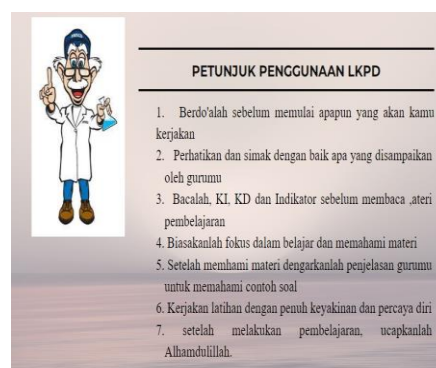 PETUNJUK PENGGUNAAN LKPD
1. Berdo'alah sebelum memulai apapun yang akan kamu
kerjakan
2. Perhatikan dan simak dengan baik apa yang disampaikan
oleh gurumu
3. Bacalah, KI, KD dan Indikator sebelum membaca ,ateri
pembelajaran
4. Biasakanlah fokus dalam belajar dan memahami materi
5. Setelah memhami materi dengarkanlah penjelasan gurumu
untuk memahami contoh soal
6. Kerjakan latihan dengan penuh keyakinan dan percaya diri
7. setelah melakukan pembelajaran, ucapkanlah
Alhamdulillah.